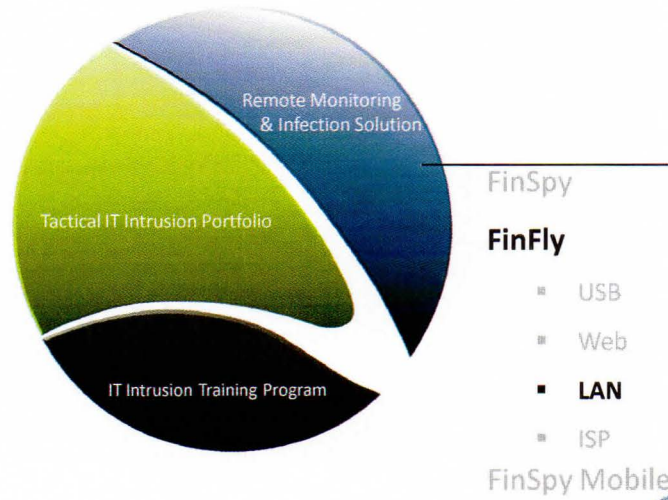 Remote Monitoring
& Infection Solution
Tactical IT Intrusion Portfolio
IT Intrusion Training Program
FinSpy
FinFly
USB
Web
LAN
ISP
FinSpy Mobile